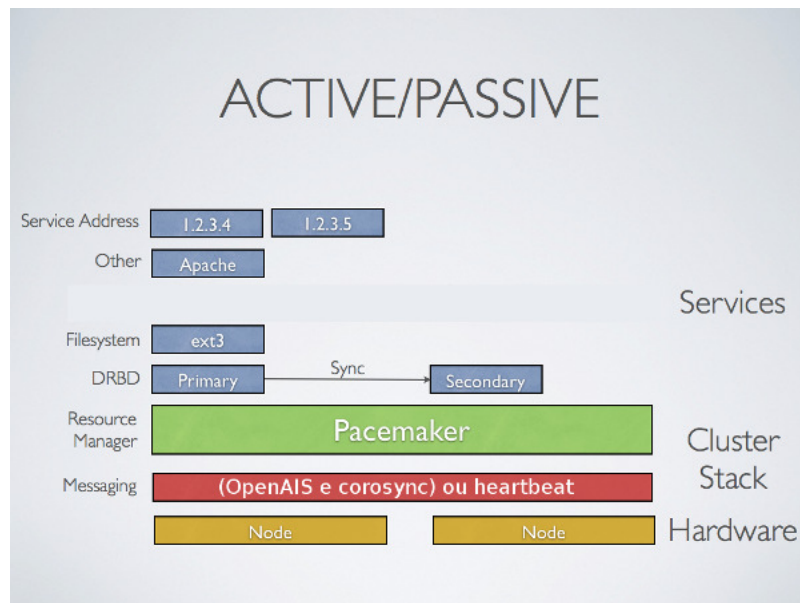 ACTIVE/PASSIVE
Service Address 1.2.3.4 1.2.3.5
Other Apache
Services
Filesystem ext3
DRBD Primary Sync Secondary
Resource
Manager
Pacemaker
Cluster
Stack
Messaging (OpenAIS e corosync) ou heartbeat
Node Node Hardware